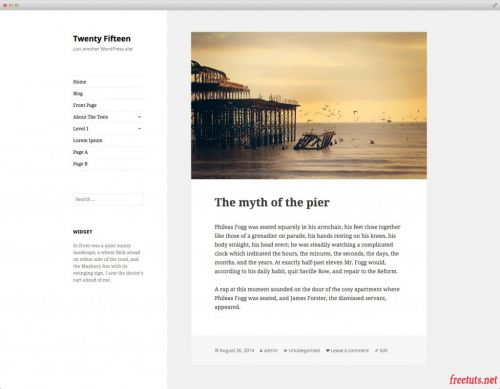 Twenty Fifteen
Just another WordPress site
Home
Blog
Front Page
About The Tests
Level 1
Lorem Ipsum
Page A
Page B
Search …
WIDGET
In front was a quiet sunny
landscape, a wheat field ahead
on either side of the road, and
the Maybury Inn with its
swinging sign. I saw the doctor's
cart ahead of me.
The myth of the pier
Phileas Fogg was seated squarely in his armchair, his feet close together
like those of a grenadier on parade, his hands resting on his knees, his
body straight, his head erect; he was steadily watching a complicated
clock which indicated the hours, the minutes, the seconds, the days, the
months, and the years. At exactly half-past eleven Mr. Fogg would,
according to his daily habit, quit Saville Row, and repair to the Reform.
A rap at this moment sounded on the door of the cosy apartment where
Phileas Fogg was seated, and James Forster, the dismissed servant,
appeared.
August 26, 2014 admin Uncategorized Leave a comment Edit
freetuts.net